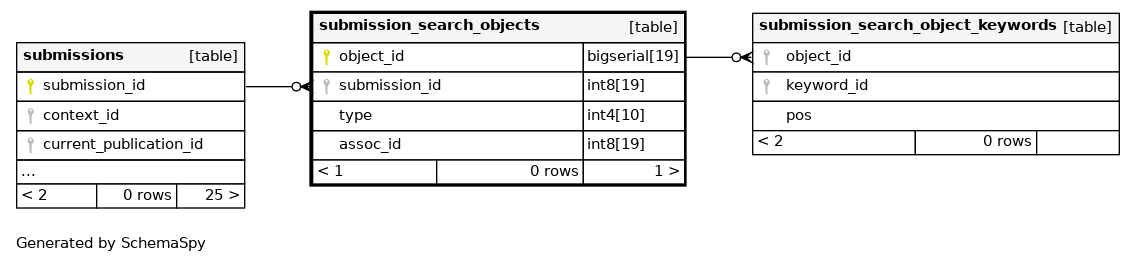 submissions [table]
submission_id
context_id
current_publication_id
...
< 2 0 rows 25 >
submission_search_objects [table]
object_id bigserial[19]
submission_id int8[19]
type int4[10]
assoc_id int8[19]
< 1 0 rows 1 >
submission_search_object_keywords [table]
object_id
keyword_id
pos
< 2 0 rows
Generated by SchemaSpy